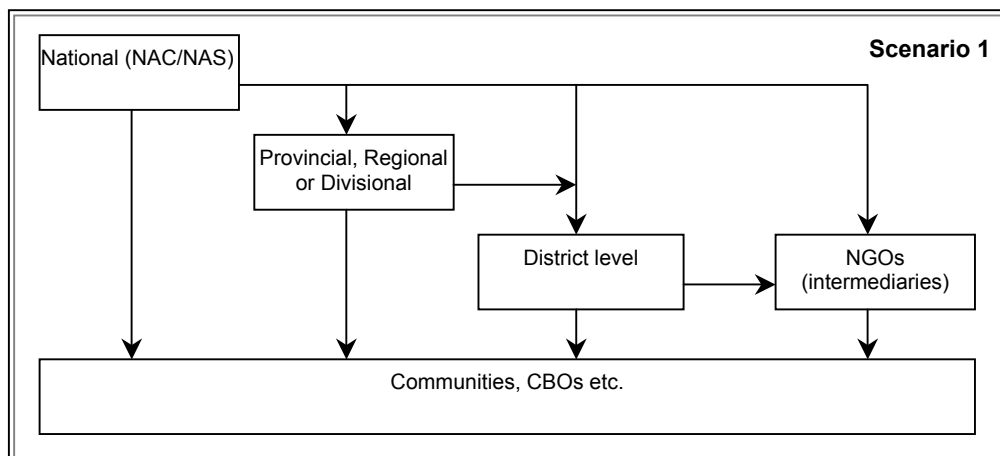 Scenario 1
National (NAC/NAS)
Provincial, Regional
or Divisional
District level
NGOs
(intermediaries)
Communities, CBOs etc.